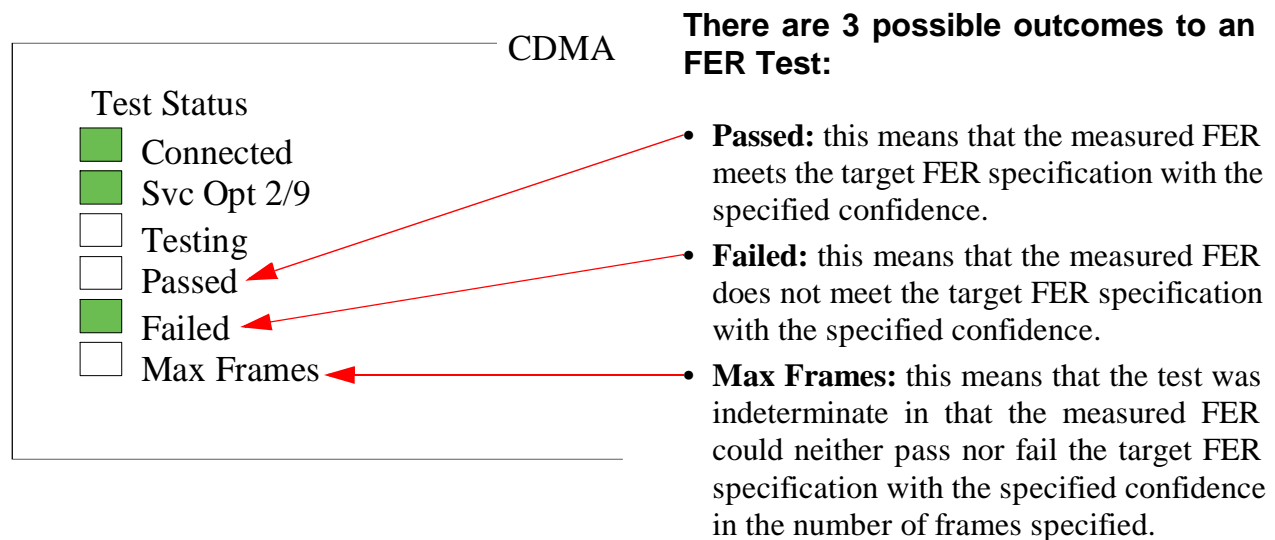 CDMA
Test Status
Connected
Svc Opt 2/9
Testing
Passed
Failed
Max Frames
There are 3 possible outcomes to an
FER Test:
• Passed: this means that the measured FER
meets the target FER specification with the
specified confidence.
• Failed: this means that the measured FER
does not meet the target FER specification
with the specified confidence.
• Max Frames: this means that the test was
indeterminate in that the measured FER
could neither pass nor fail the target FER
specification with the specified confidence
in the number of frames specified.